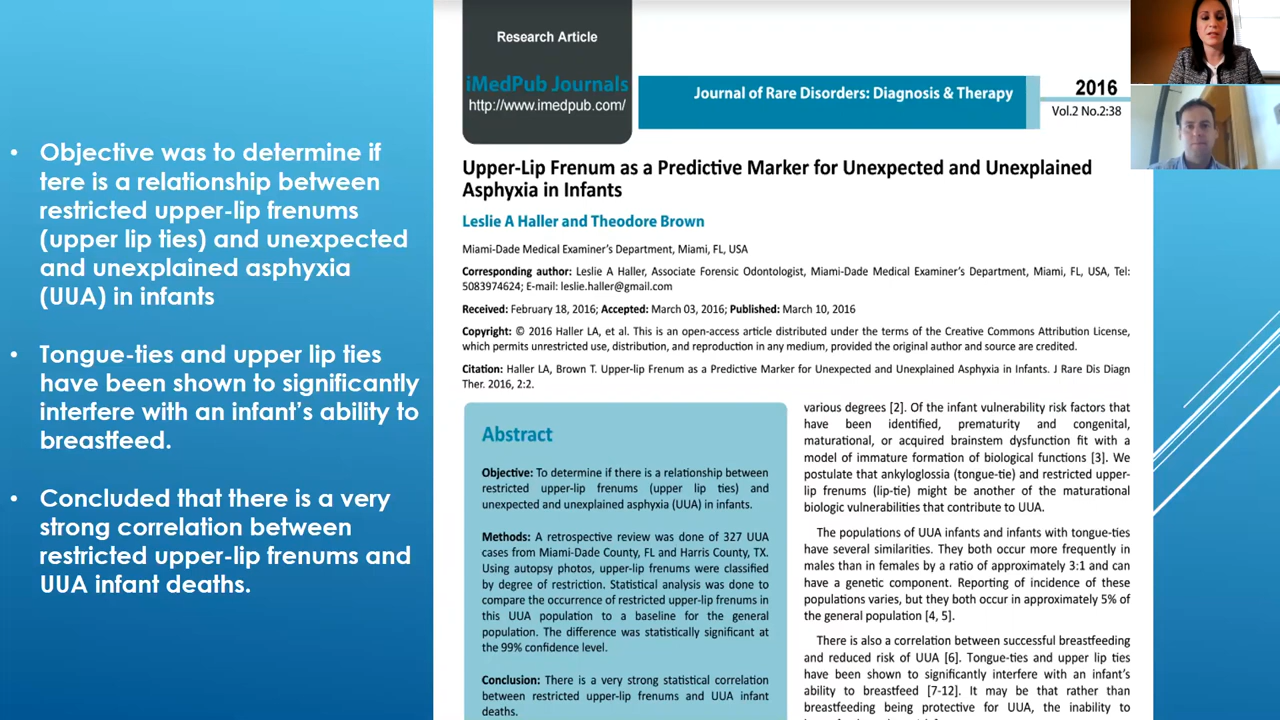 • Objective was to determine if
tere is a relationship between
restricted upper-lip frenums
(upper lip ties) and unexpected
and unexplained asphyxia
(UUA) in infants
• Tongue-ties and upper lip ties
have been shown to significantly
interfere with an infant's ability to
breastfeed.
• Concluded that there is a very
strong correlation between
restricted upper-lip frenums and
UUA infant deaths.
Research Article
iMedPub Journals
http://www.imedpub.com/
Journal of Rare Disorders: Diagnosis & Therapy
2016
Vol.2 No.2:38
Upper-Lip Frenum as a Predictive Marker for Unexpected and Unexplained
Asphyxia in Infants
Leslie A Haller and Theodore Brown
Miami-Dade Medical Examiner's Department, Miami, FL, USA
Corresponding author: Leslie A Haller, Associate Forensic Odontologist, Miami-Dade Medical Examiner's Department, Miami, FL, USA, Tel:
5083974624; E-mail: leslie.haller@gmail.com
Received: February 18, 2016; Accepted: March 03, 2016; Published: March 10, 2016
Copyright: © 2016 Haller LA, et al. This is an open-access article distributed under the terms of the Creative Commons Attribution License,
which permits unrestricted use, distribution, and reproduction in any medium, provided the original author and source are credited.
Citation: Haller LA, Brown T. Upper-lip Frenum as a Predictive Marker for Unexpected and Unexplained Asphyxia in Infants. J Rare Dis Diagn
Ther. 2016, 2:2.
Abstract
Objective: To determine if there is a relationship between
restricted upper-lip frenums (upper lip ties) and
unexpected and unexplained asphyxia (UUA) in infants.
Methods: A retrospective review was done of 327 UUA
cases from Miami-Dade County, FL and Harris County, TX.
Using autopsy photos, upper-lip frenums were classified
by degree of restriction. Statistical analysis was done to
compare the occurrence of restricted upper-lip frenums in
this UUA population to a baseline for the general
population. The difference was statistically significant at
the 99% confidence level.
Conclusion: There is a very strong statistical correlation
between restricted upper-lip frenums and UUA infant
deaths.
various degrees [2]. Of the infant vulnerability risk factors that
have been identified, prematurity and congenital,
maturational, or acquired brainstem dysfunction fit with a
model of immature formation of biological functions [3]. We
postulate that ankyloglossia (tongue-tie) and restricted upper-
lip frenums (lip-tie) might be another of the maturational
biologic vulnerabilities that contribute to UUA.
The populations of UUA infants and infants with tongue-ties
have several similarities. They both occur more frequently in
males than in females by a ratio of approximately 3:1 and can
have a genetic component. Reporting of incidence of these
populations varies, but they both occur in approximately 5% of
the general population [4, 5].
There is also a correlation between successful breastfeeding
and reduced risk of UUA [6]. Tongue-ties and upper lip ties
have been shown to significantly interfere with an infant's
ability to breastfeed [7-12]. It may be that rather than
breastfeeding being protective for UUA, the inability to